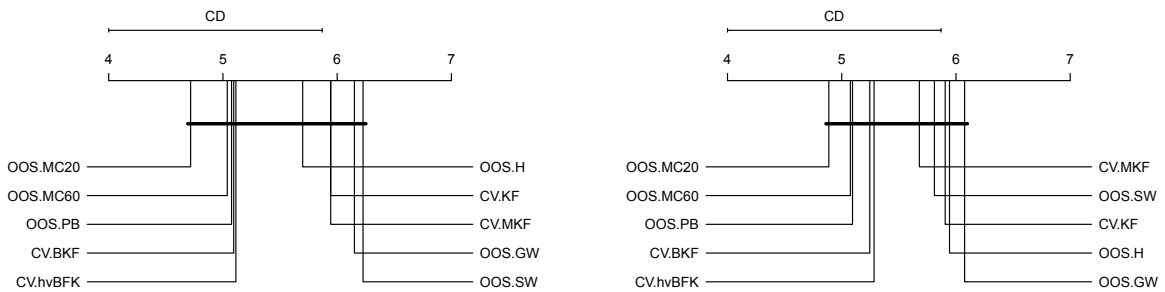 CD
4 5 6 7
OOS.MC20
OOS.MC60
OOS.PB
CV.BKF
CV.hvBFK
OOS.H
CV.KF
CV.MKF
OOS.GW
OOS.SW
CD
4 5 6 7
OOS.MC20
OOS.MC60
OOS.PB
CV.BKF
CV.hvBFK
CV.MKF
OOS.SW
CV.KF
OOS.H
OOS.GW